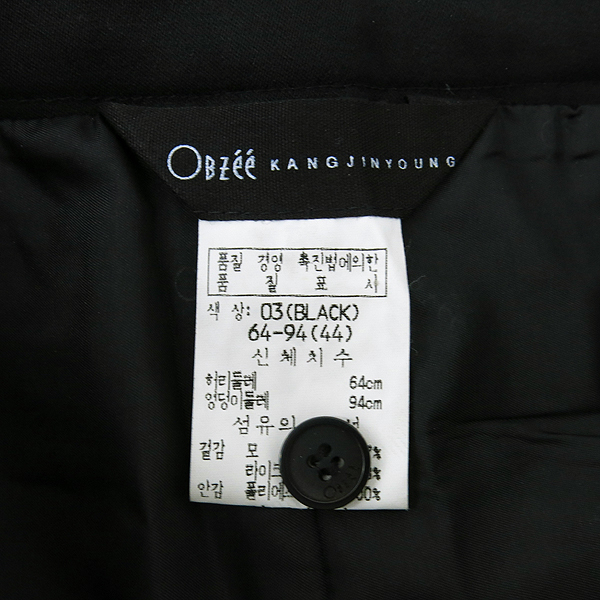 Obzéé KANGJINYOUNG
품질 경영 촉진법에의한
품 질 표 시
색 상: 03(BLACK)
64-94(44)
신체치수
허리둘레 64cm
엉덩이둘레 94cm
섬유의
겉감 모
안감
Obzéé